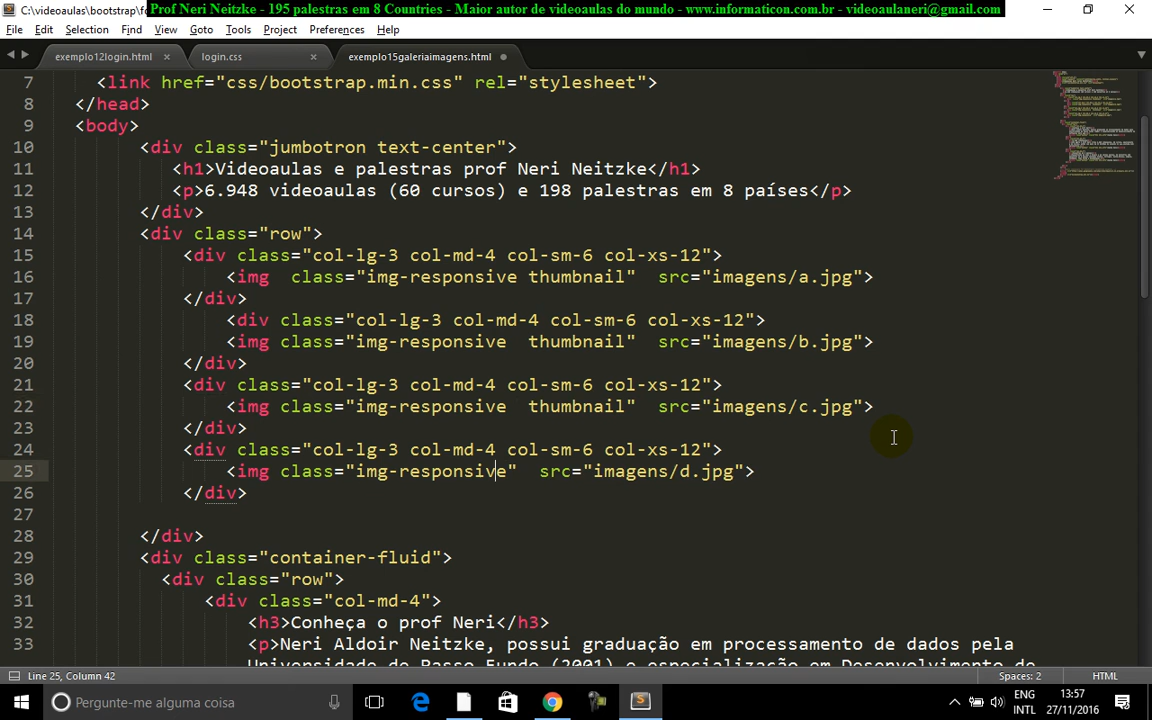 C:\videoaulas\bootstrap\fo
Prof Neri Neitzke - 195 palestras em 8 Countries - Maior autor de videoaulas do mundo - www.informaticon.com.br - videoaulaneri@gmail.com
File Edit Selection Find View Goto Tools Project Preferences Help
exemplo12login.html × login.css × exemplo15galeriaimagens.html
7 <link href="css/bootstrap.min.css" rel="stylesheet">
8 </head>
9 <body>
10 <div class="jumbotron text-center">
11 <h1>Videoaulas e palestras prof Neri Neitzke</h1>
12 <p>6.948 videoaulas (60 cursos) e 198 palestras em 8 países</p>
13 </div>
14 <div class="row">
15 <div class="col-lg-3 col-md-4 col-sm-6 col-xs-12">
16 <img  class="img-responsive thumbnail"  src="imagens/a.jpg">
17 </div>
18 <div class="col-lg-3 col-md-4 col-sm-6 col-xs-12">
19 <img class="img-responsive  thumbnail"  src="imagens/b.jpg">
20 </div>
21 <div class="col-lg-3 col-md-4 col-sm-6 col-xs-12">
22 <img class="img-responsive  thumbnail"  src="imagens/c.jpg">
23 </div>
24 <div class="col-lg-3 col-md-4 col-sm-6 col-xs-12">
25 <img class="img-responsive"  src="imagens/d.jpg">
26 </div>
27
28 </div>
29 <div class="container-fluid">
30 <div class="row">
31 <div class="col-md-4">
32 <h3>Conheça o prof Neri</h3>
33 <p>Neri Aldoir Neitzke, possui graduação em processamento de dados pela
Universidade de Passo Fundo (2001) e especialização em Desenvolvimento de
Line 25, Column 42 Spaces: 2 HTML
Pergunte-me alguma coisa
ENG 13:57
INTL 27/11/2016